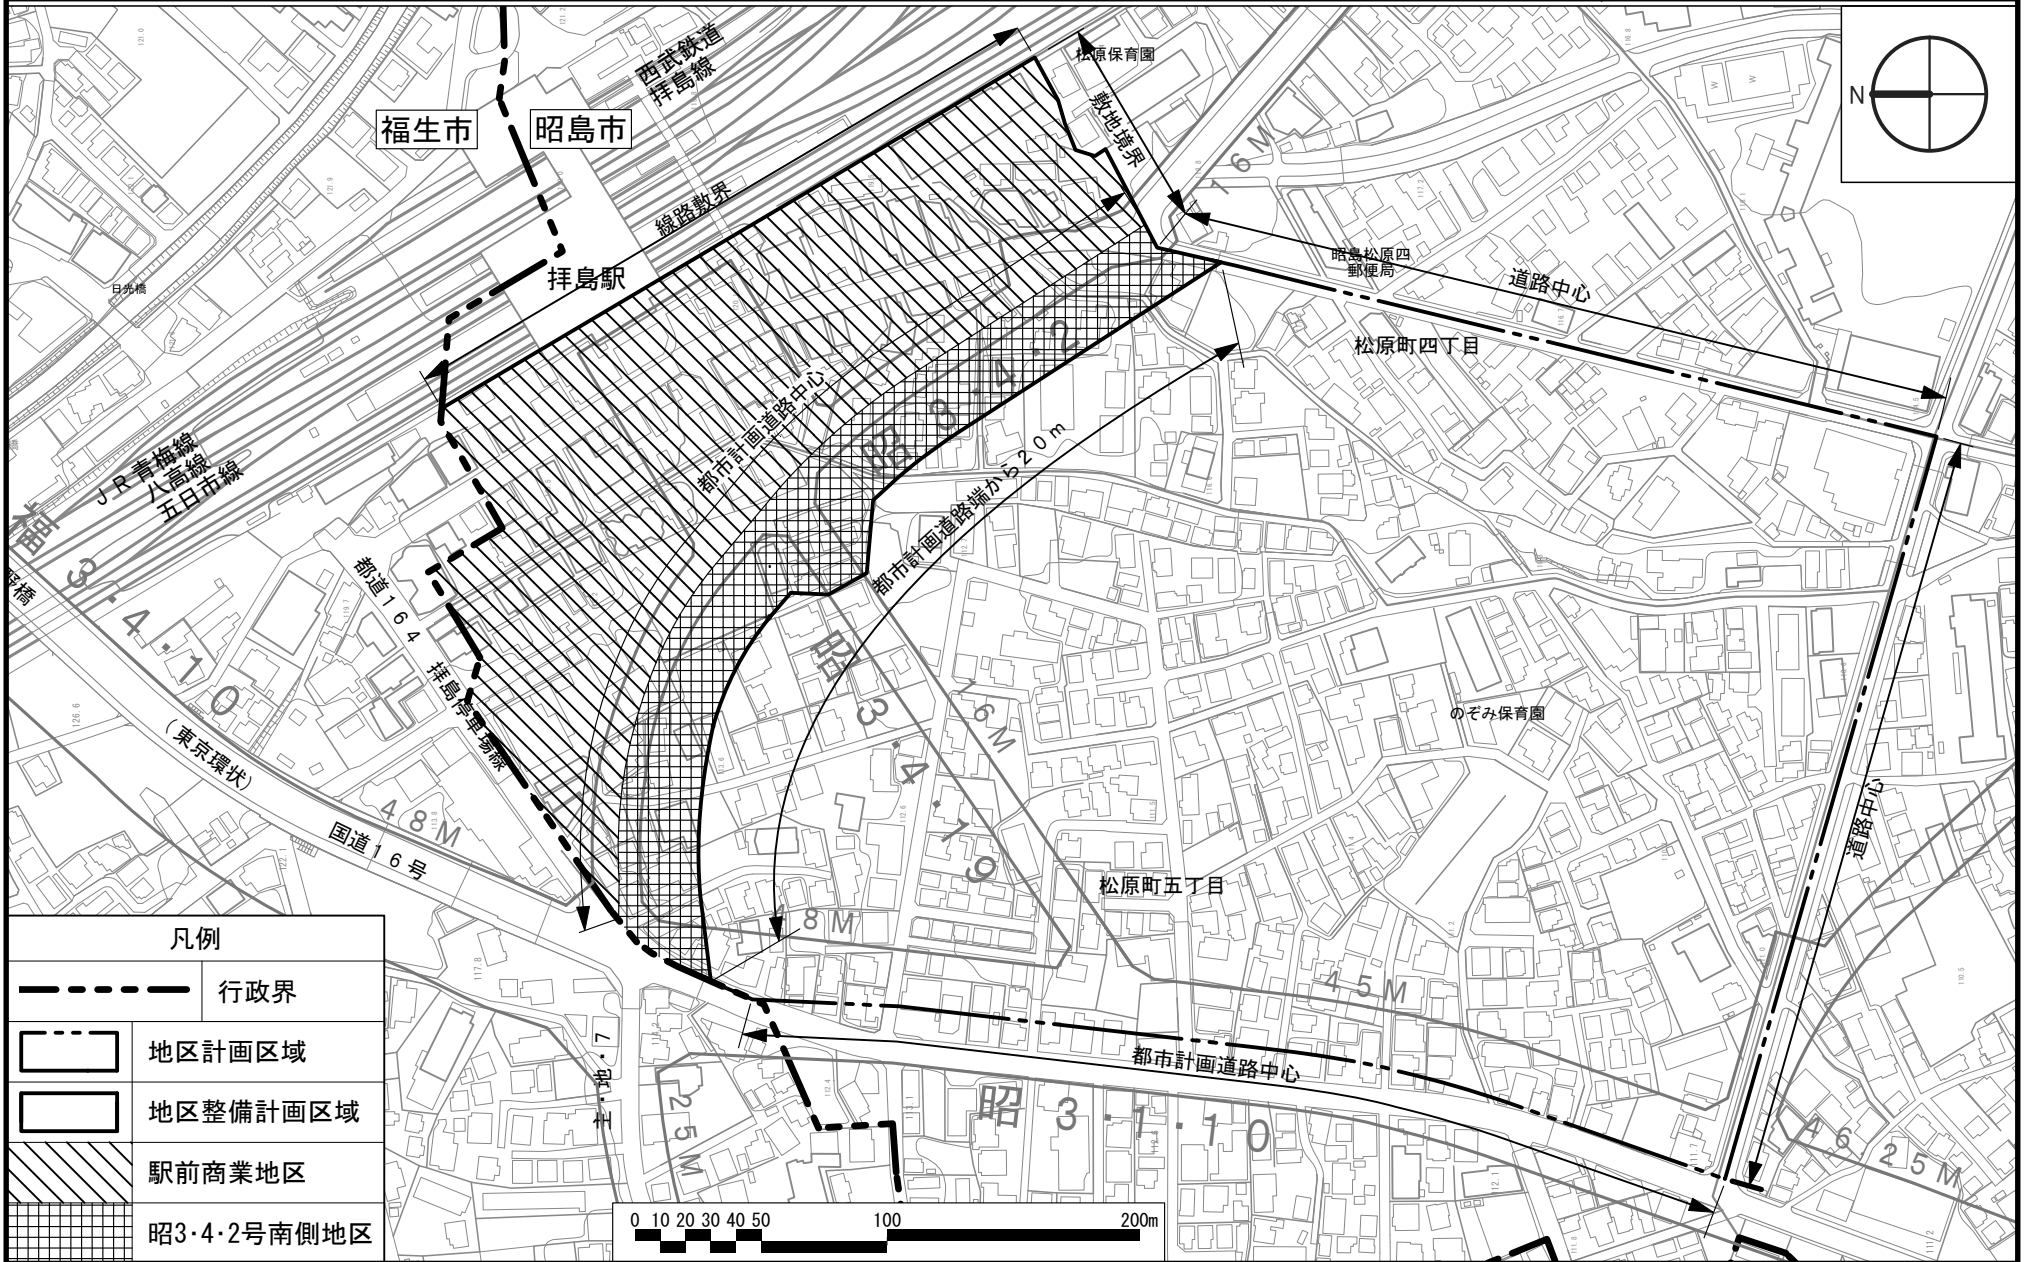 西武鉄道
拝島線
松原保育園
福生市
昭島市
敷地境界
16M
N
線路敷界
日光橋
拝島駅
昭島松原四
郵便局
道路中心
松原町四丁目
昭 3・4・2
都市計画道路中心
都市計画道路端から20m
JR青梅線
八高線
五日市線
福 3・4・10
都道164 拝島停車場線
昭 3・4・19
16M
のぞみ保育園
(東京環状)
48M
国道16号
道路中心
松原町五丁目
48M
45M
都市計画道路中心
主・地・7
25M
昭 3・1・10
46 25M
凡例
行政界
地区計画区域
地区整備計画区域
駅前商業地区
昭3・4・2号南側地区
0 10 20 30 40 50 100 200m